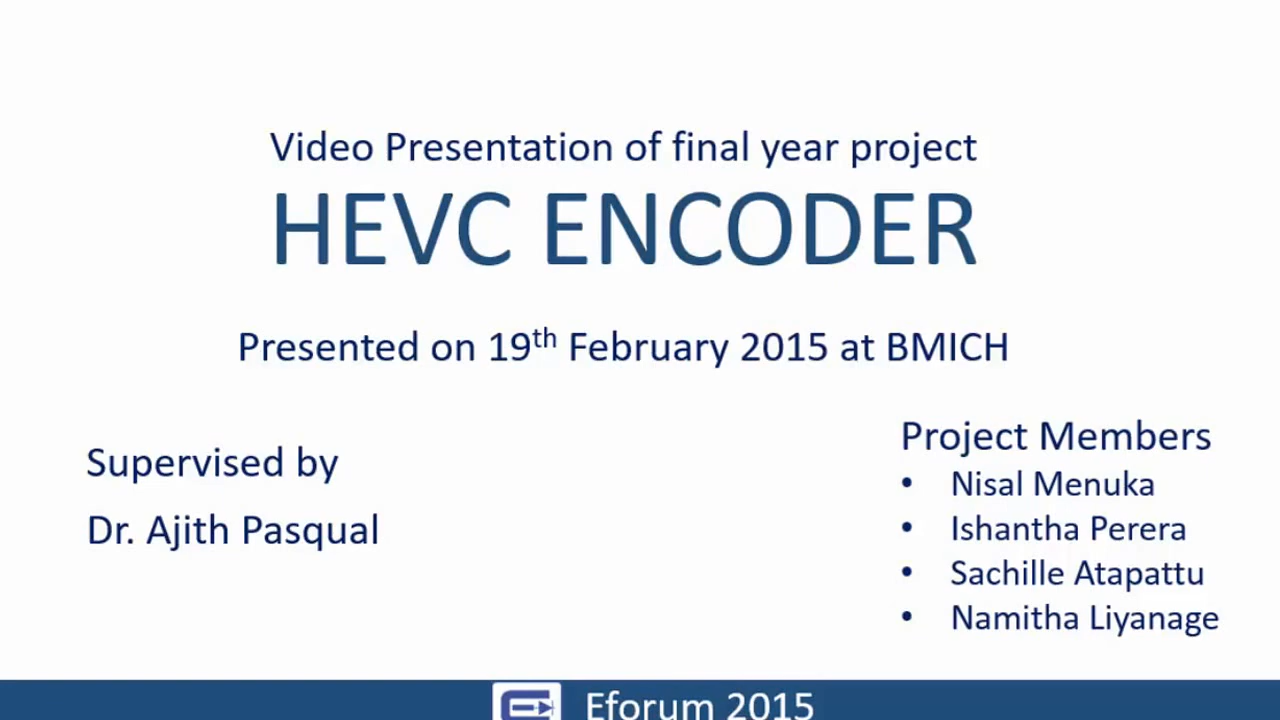 Video Presentation of final year project
HEVC ENCODER
Presented on 19th February 2015 at BMICH
Supervised by
Dr. Ajith Pasqual
Project Members
• Nisal Menuka
• Ishantha Perera
• Sachille Atapattu
• Namitha Liyanage
Eforum 2015